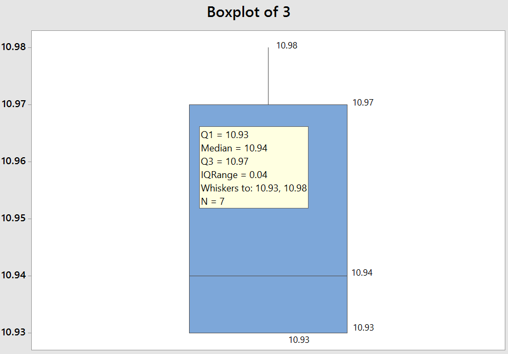 Boxplot of 3
10.98
10.98
10.97
10.97
Q1 = 10.93
Median = 10.94
Q3 = 10.97
IQRange = 0.04
Whiskers to: 10.93, 10.98
N = 7
10.96
10.95
10.94
10.94
10.93
10.93
10.93